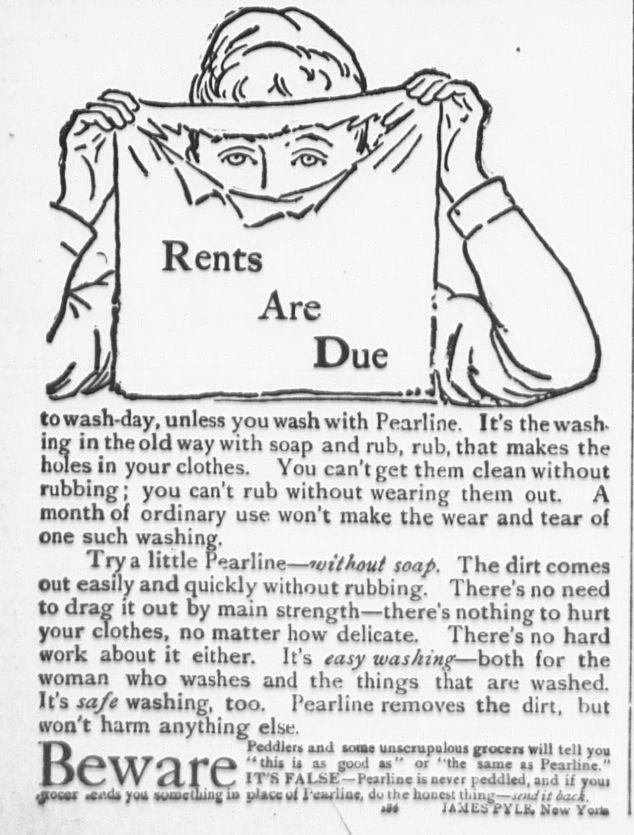 Rents
Are
Due
to wash-day, unless you wash with Pearline. It's the wash-
ing in the old way with soap and rub, rub, that makes the
holes in your clothes. You can't get them clean without
rubbing; you can't rub without wearing them out. A
month of ordinary use won't make the wear and tear of
one such washing.
Try a little Pearline—without soap. The dirt comes
out easily and quickly without rubbing. There's no need
to drag it out by main strength—there's nothing to hurt
your clothes, no matter how delicate. There's no hard
work about it either. It's easy washing—both for the
woman who washes and the things that are washed.
It's safe washing, too. Pearline removes the dirt, but
won't harm anything else.
Beware
Peddlers and some unscrupulous grocers will tell you
"this is as good as" or "the same as Pearline."
IT'S FALSE—Pearline is never peddled, and if your
grocer sends you something in place of Pearline, do the honest thing—send it back.
JAMES PYLE, New York